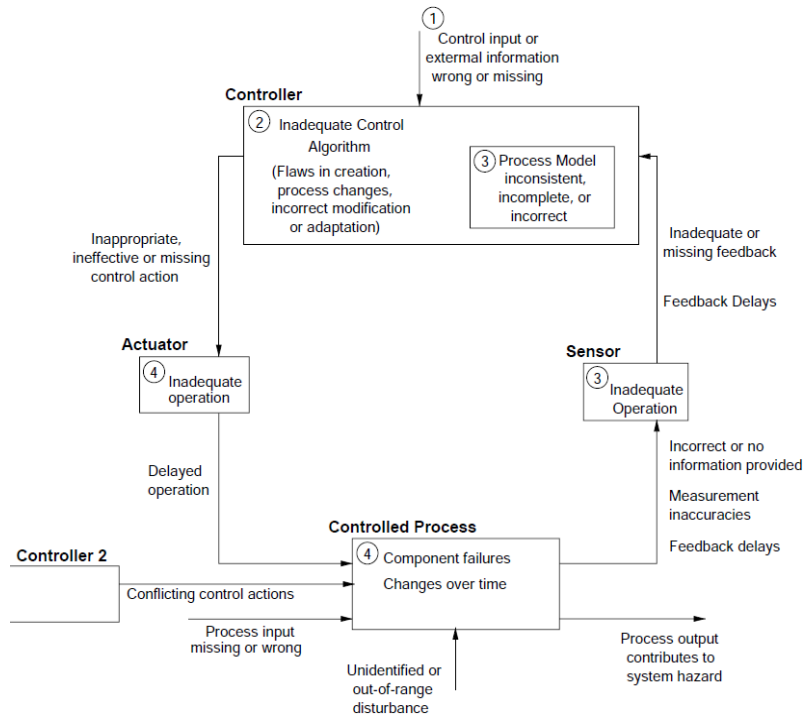 1
Control input or
external information
wrong or missing
Controller
2
Inadequate Control
Algorithm
(Flaws in creation,
process changes,
incorrect modification
or adaptation)
3
Process Model
inconsistent,
incomplete, or
incorrect
Inappropriate,
ineffective or missing
control action
Inadequate or
missing feedback
Feedback Delays
Actuator
4
Inadequate
operation
Sensor
3
Inadequate
Operation
Delayed
operation
Incorrect or no
information provided
Measurement
inaccuracies
Feedback delays
Controlled Process
4
Component failures
Changes over time
Controller 2
Conflicting control actions
Process input
missing or wrong
Unidentified or
out-of-range
disturbance
Process output
contributes to
system hazard